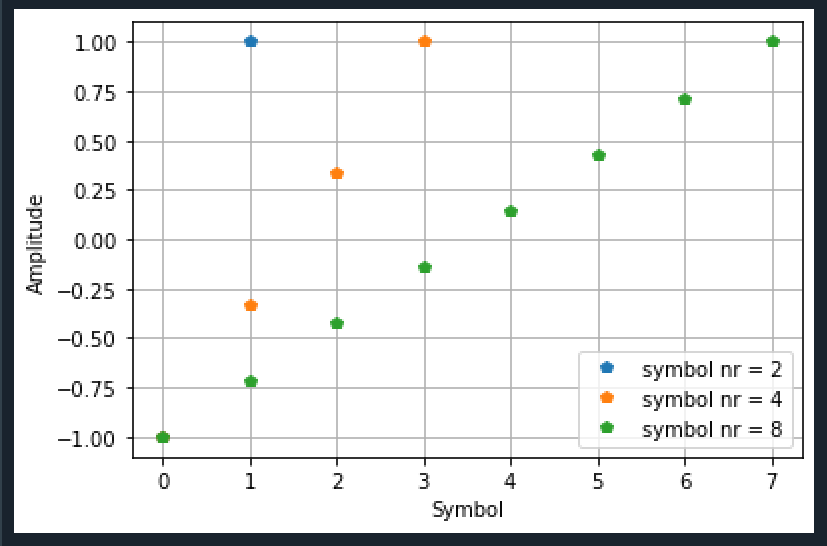 1.00
0.75
0.50
0.25
0.00
−0.25
−0.50
−0.75
−1.00
Amplitude
symbol nr = 2
symbol nr = 4
symbol nr = 8
0 1 2 3 4 5 6 7
Symbol